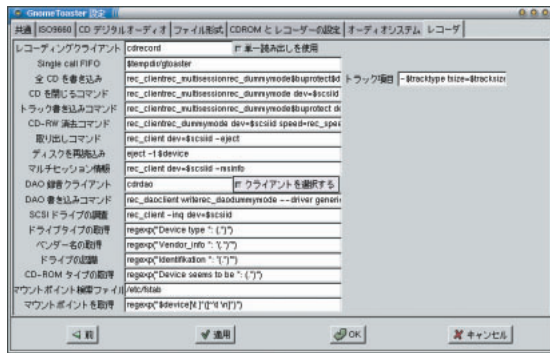 GnomeToaster 設定
共通 ISO9660 CD デジタルオーディオ ファイル形式 CDROM とレコーダーの設定 オーディオシステム レコーダ
レコーディングクライアント cdrecord 単一読み出しを使用
Single call FIFO $tempdir/gtoaster
全 CD を書き込み rec_clientrec_multisessionrec_dummymode$buprotect$d トラック項目 -$tracktype tsize=$tracksize
CD を閉じるコマンド rec_clientrec_multisessionrec_dummymode dev=$scsiid
トラック書き込みコマンド rec_clientrec_multisessionrec_dummymode$buprotect d
CD-RW 消去コマンド rec_clientrec_dummymode dev=$scsiid speed=rec_spee
取り出しコマンド rec_client dev=$scsiid -eject
ディスクを再読込み eject -t $device
マルチセッション情報 rec_client dev=$scsiid -msinfo
DAO 録音クライアント cdrdao クライアントを選択する
DAO 書き込みコマンド rec_daoclient writerec_daodummymode --driver generic
SCSI ドライブの調査 rec_client -inq dev=$scsiid
ドライブタイプの取得 regexp("Device type
ベンダー名の取得 regexp("Vendor_info
ドライブの認識 regexp("Identifikation
CD-ROM タイプの取得 regexp("Device seems to be
マウントポイント検索ファイル /etc/fstab
マウントポイントを取得
前 適用 OK キャンセル